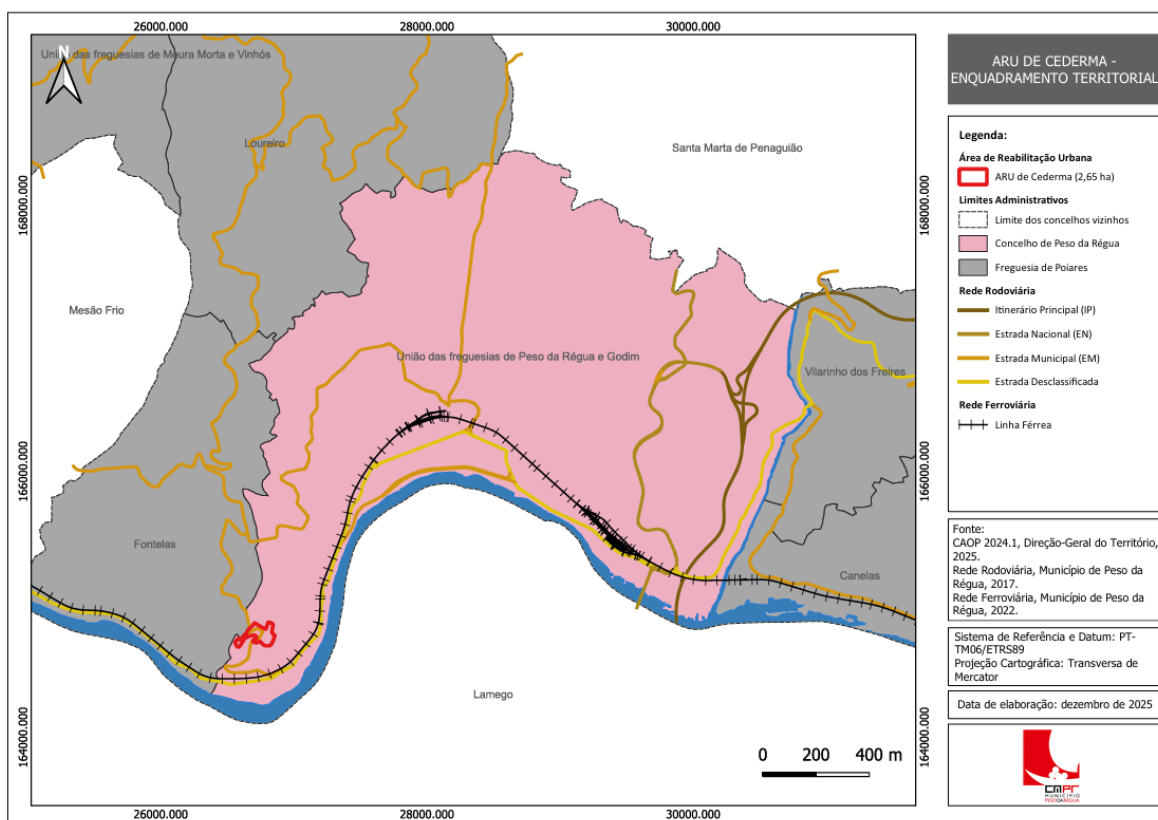 26000.000
28000.000
30000.000
União das freguesias de Moura Morta e Vinhós
N
Loureiro
Santa Marta de Penaguião
168000.000
168000.000
Mesão Frio
União das freguesias de Peso da Régua e Godim
Vilarinho dos Freires
166000.000
166000.000
Fontelas
Canelas
Lamego
164000.000
164000.000
0 200 400 m
26000.000
28000.000
30000.000
ARU DE CEDERMA -
ENQUADRAMENTO TERRITORIAL
Legenda:
Área de Reabilitação Urbana
ARU de Cederma (2,65 ha)
Limites Administrativos
Limite dos concelhos vizinhos
Concelho de Peso da Régua
Freguesia de Poiares
Rede Rodoviária
Itinerário Principal (IP)
Estrada Nacional (EN)
Estrada Municipal (EM)
Estrada Desclassificada
Rede Ferroviária
Linha Férrea
Fonte:
CAOP 2024.1, Direção-Geral do Território,
2025.
Rede Rodoviária, Município de Peso da
Régua, 2017.
Rede Ferroviária, Município de Peso da
Régua, 2022.
Sistema de Referência e Datum: PT-
TM06/ETRS89
Projeção Cartográfica: Transversa de
Mercator
Data de elaboração: dezembro de 2025
CMPR
MUNICÍPIO
PESO DA RÉGUA